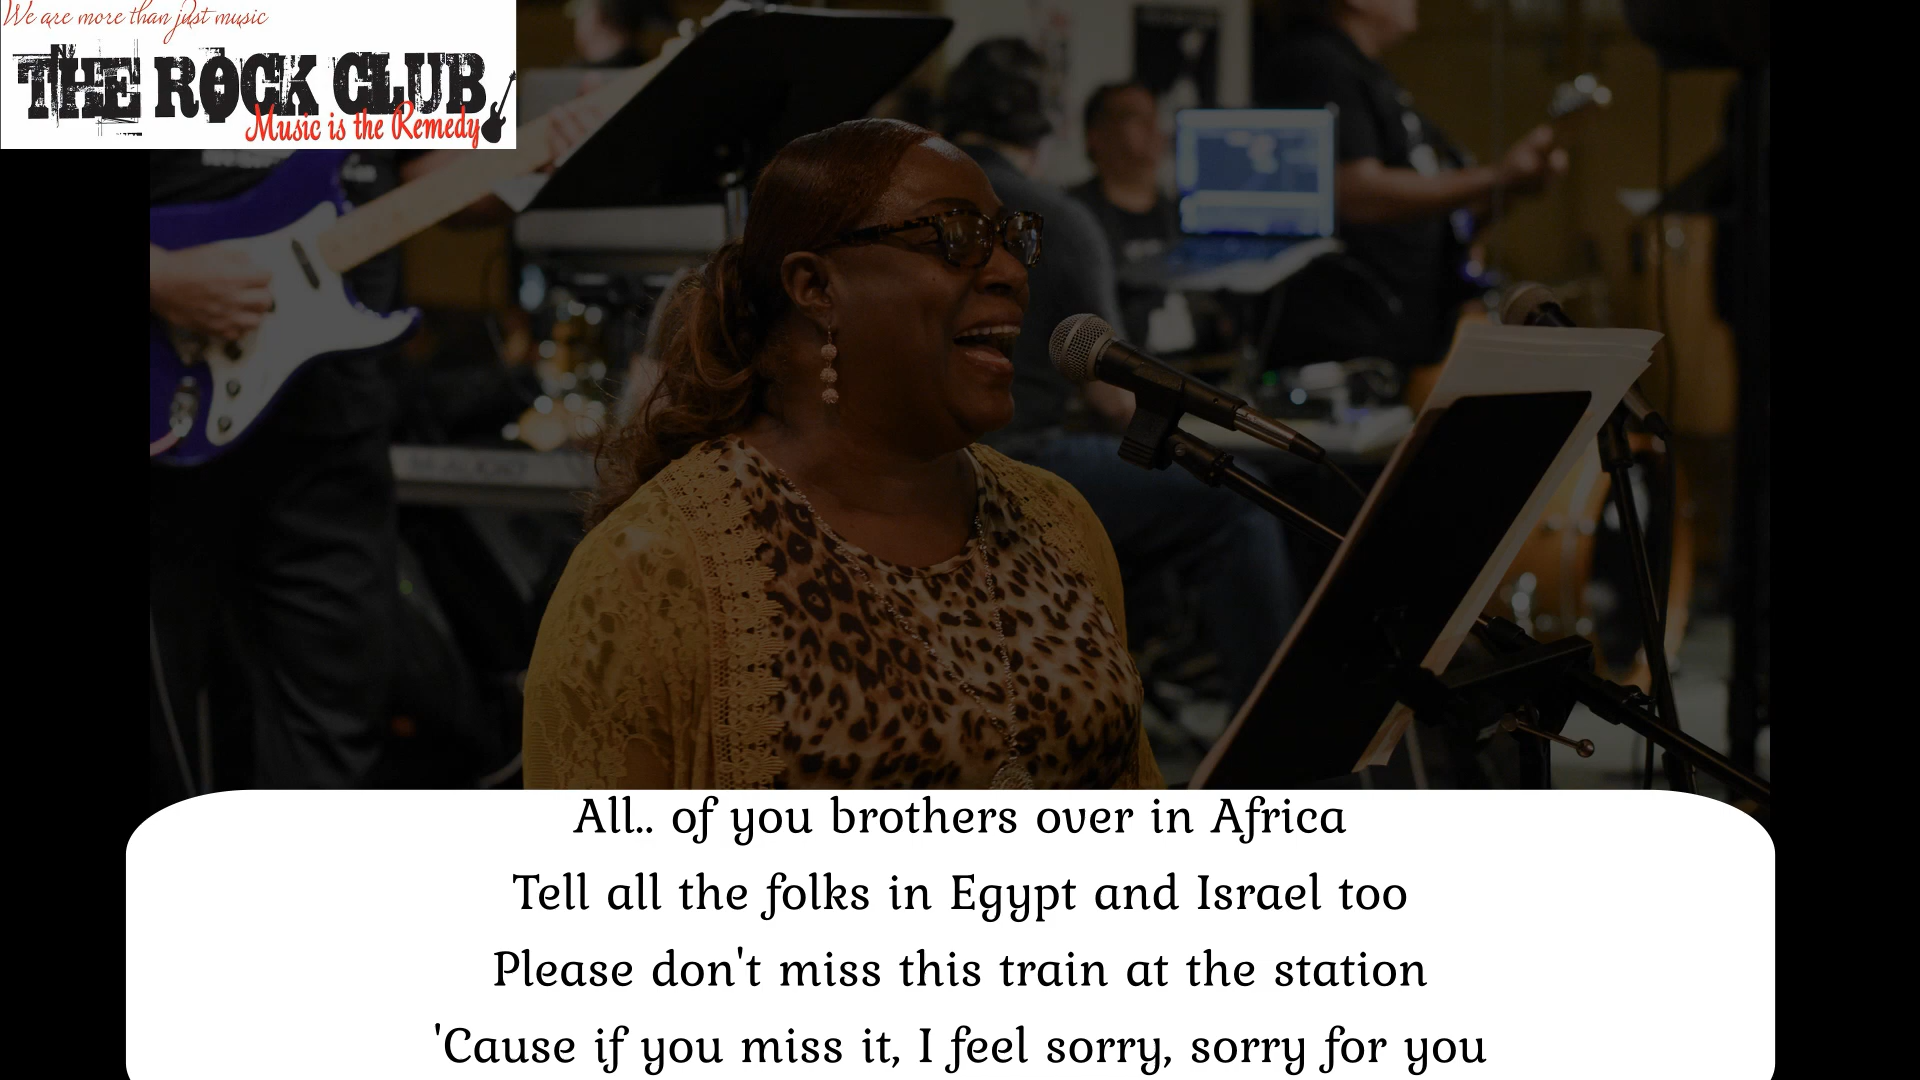 We are more than just music
THE ROCK CLUB
Music is the Remedy
All.. of you brothers over in Africa
Tell all the folks in Egypt and Israel too
Please don't miss this train at the station
'Cause if you miss it, I feel sorry, sorry for you